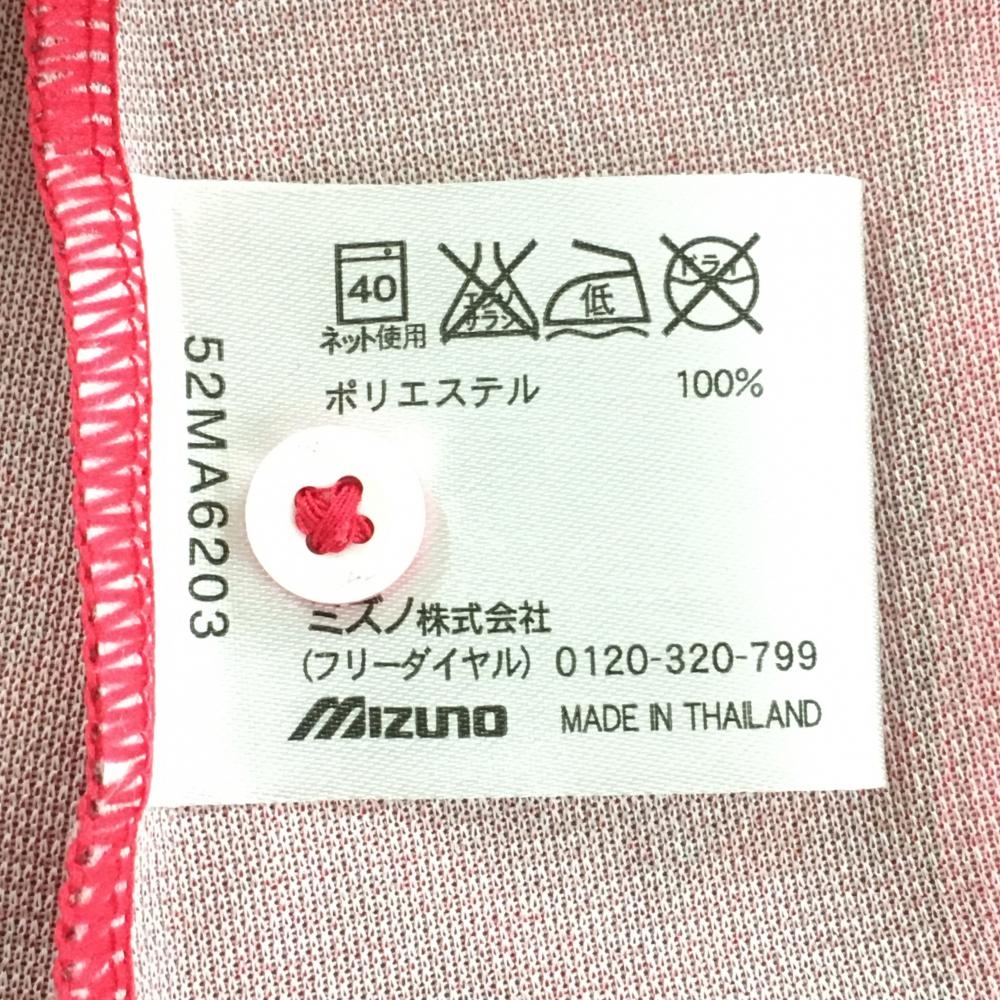 40
ネット使用
エンソ
サラシ
低
ドライ
ポリエステル 100%
52MA6203
ミズノ株式会社
(フリーダイヤル) 0120-320-799
MIZUNO MADE IN THAILAND